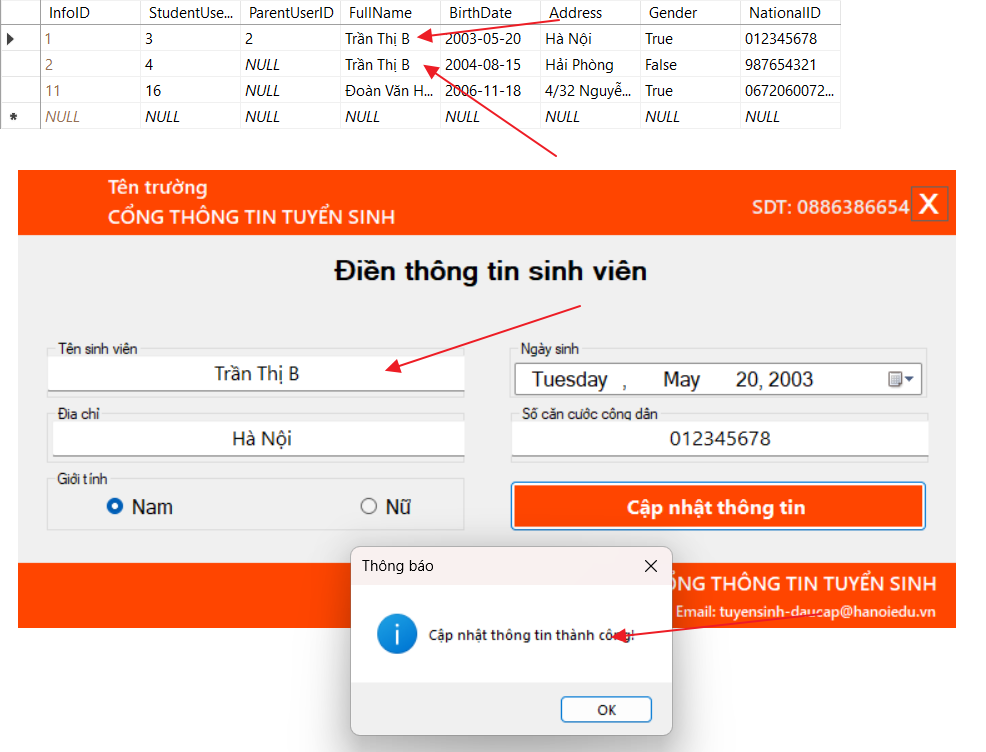 InfoID StudentUse... ParentUserID FullName BirthDate Address Gender NationalID
1 3 2 Trần Thị B 2003-05-20 Hà Nội True 012345678
2 4 NULL Trần Thị B 2004-08-15 Hải Phòng False 987654321
11 16 NULL Đoàn Văn H... 2006-11-18 4/32 Nguyễ... True 0672060072...
NULL NULL NULL NULL NULL NULL NULL NULL
Tên trường
CỔNG THÔNG TIN TUYỂN SINH
SDT: 0886386654 X
Điền thông tin sinh viên
Tên sinh viên Ngày sinh
Trần Thị B Tuesday , May 20, 2003
Địa chỉ Số căn cước công dân
Hà Nội 012345678
Giới tính
Nam Nữ Cập nhật thông tin
Thông báo
ỔNG THÔNG TIN TUYỂN SINH
Email: tuyensinh-daucap@hanoiedu.vn
Cập nhật thông tin thành công!
OK